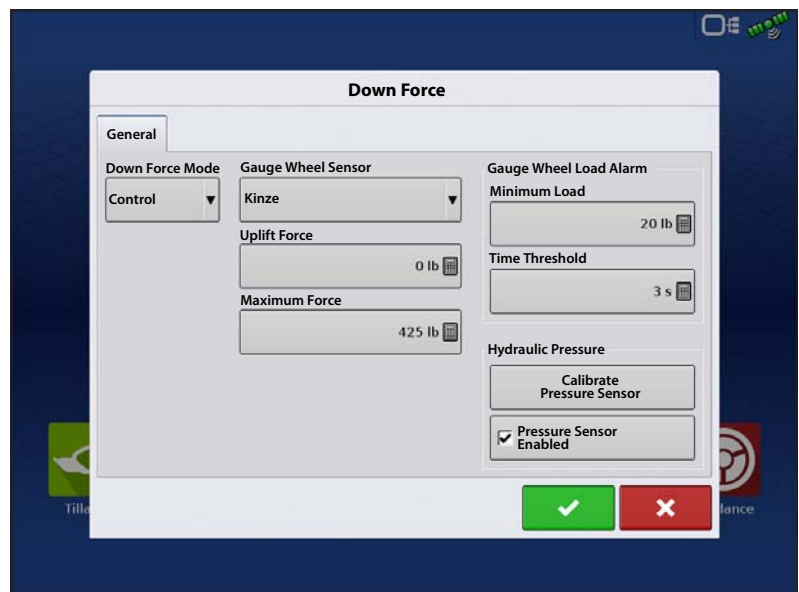 Down Force
General
Down Force Mode
Control
Gauge Wheel Sensor
Kinze
Uplift Force
0 lb
Maximum Force
425 lb
Gauge Wheel Load Alarm
Minimum Load
20 lb
Time Threshold
3 s
Hydraulic Pressure
Calibrate
Pressure Sensor
Pressure Sensor
Enabled
Tilla
dance